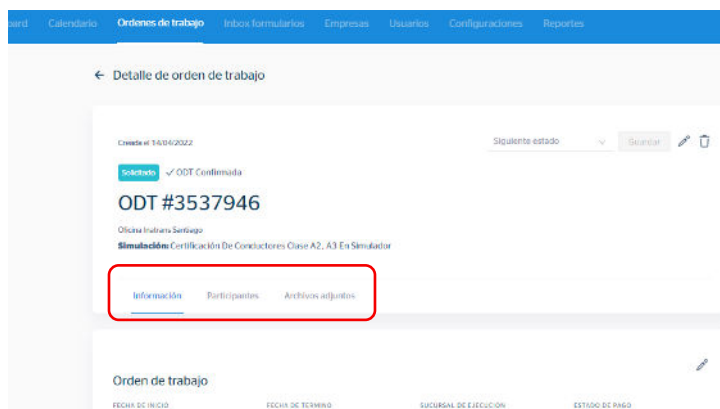 ard Calendario Ordenes de trabajo Inbox formularios Empresas Usuarios Configuraciones Reportes
← Detalle de orden de trabajo
Creada el 14/04/2022 Siguiente estado Guardar
✓ ODT Confirmada
ODT #3537946
Oficina Inatrans Santiago
Simulación: Certificación De Conductores Clase A2, A3 En Simulador
Información Participantes Archivos adjuntos
Orden de trabajo
FECHA DE INICIO FECHA DE TERMINO SUCURSAL DE EJECUCION ESTADO DE PAGO